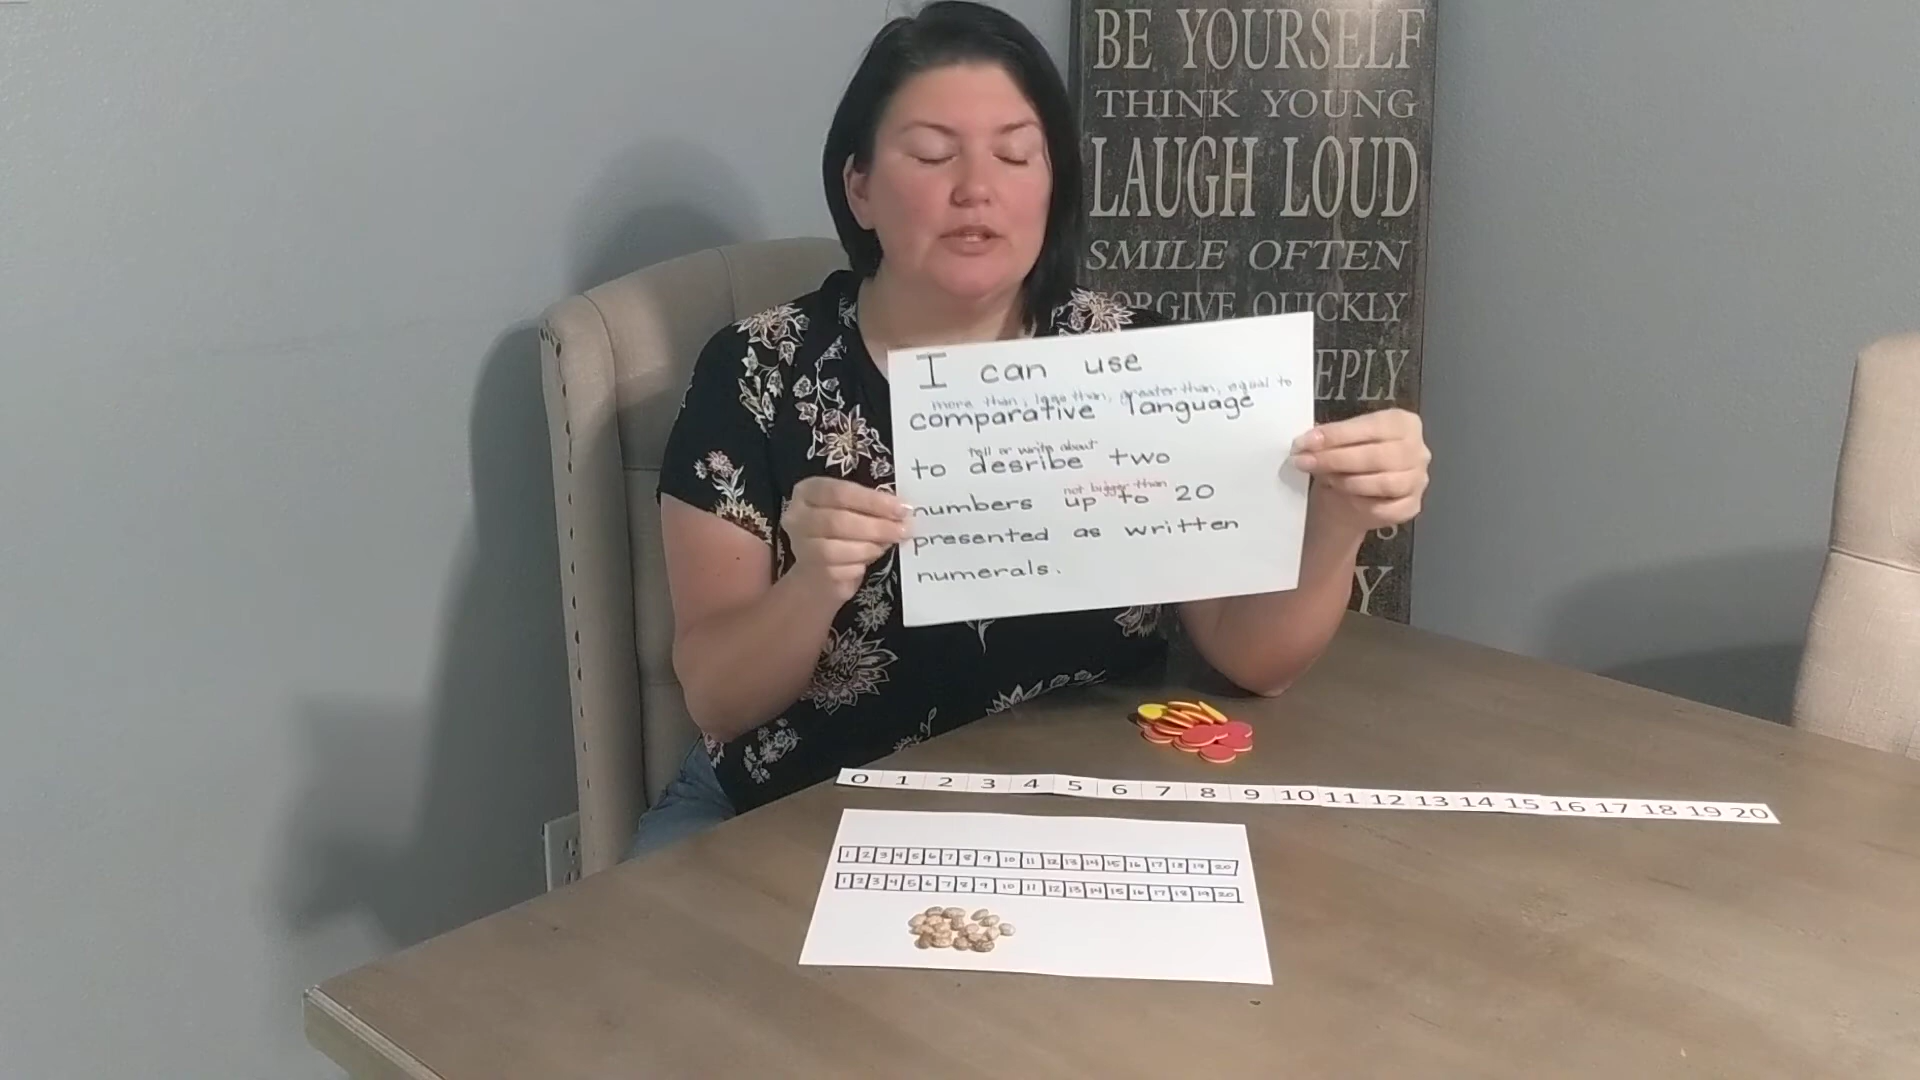 BE YOURSELF
THINK YOUNG
LAUGH LOUD
SMILE OFTEN
FORGIVE QUICKLY
EPLY
S
Y
I can use
more than, less than, greater than, equal to
comparative language
tell or write about
to desribe two
not bigger than
numbers up to 20
presented as written
numerals.
0 1 2 3 4 5 6 7 8 9 10 11 12 13 14 15 16 17 18 19 20
1 2 3 4 5 6 7 8 9 10 11 12 13 14 15 16 17 18 19 20
1 2 3 4 5 6 7 8 9 10 11 12 13 14 15 16 17 18 19 20